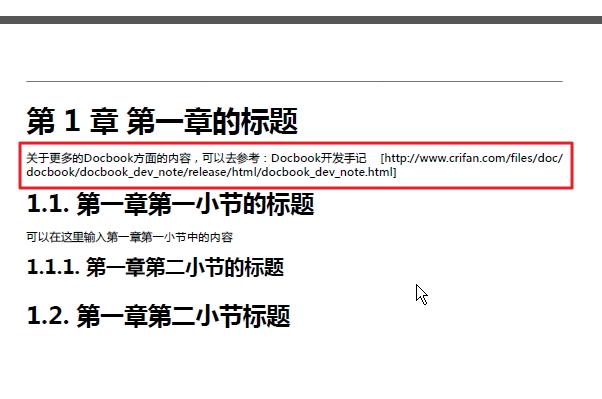 第 1 章 第一章的标题
关于更多的Docbook方面的内容，可以去参考：Docbook开发手记 [http://www.crifan.com/files/doc/
docbook/docbook_dev_note/release/html/docbook_dev_note.html]
1.1. 第一章第一小节的标题
可以在这里输入第一章第一小节中的内容
1.1.1. 第一章第二小节的标题
1.2. 第一章第二小节标题